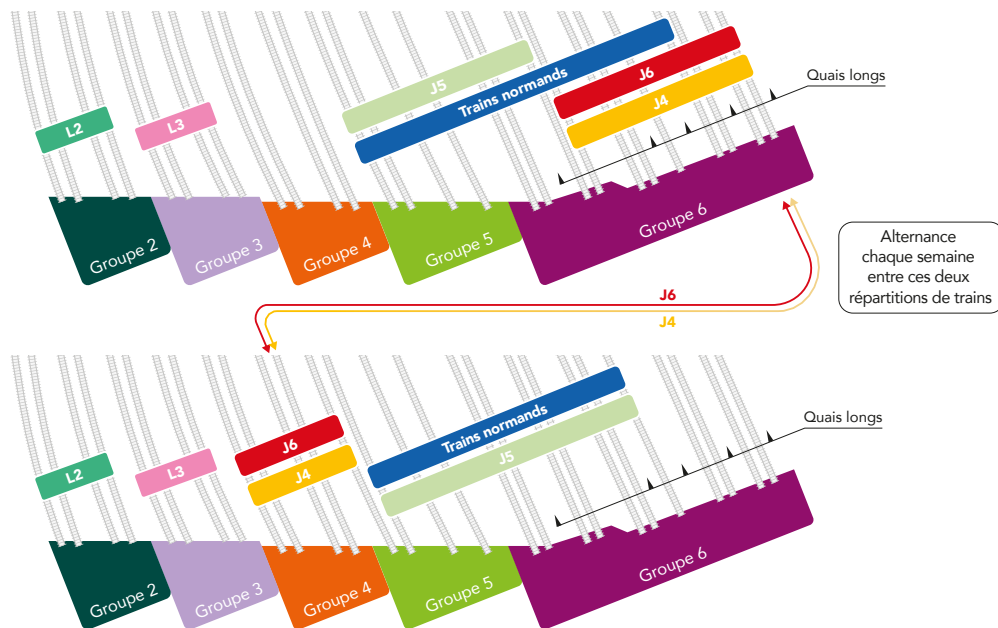 J5
Trains normands
J6
J4
Quais longs
L2
L3
Groupe 2
Groupe 3
Groupe 4
Groupe 5
Groupe 6
Alternance
chaque semaine
entre ces deux
répartitions de trains
J6
J4
Trains normands
J5
Quais longs
J6
J4
L2
L3
Groupe 2
Groupe 3
Groupe 4
Groupe 5
Groupe 6